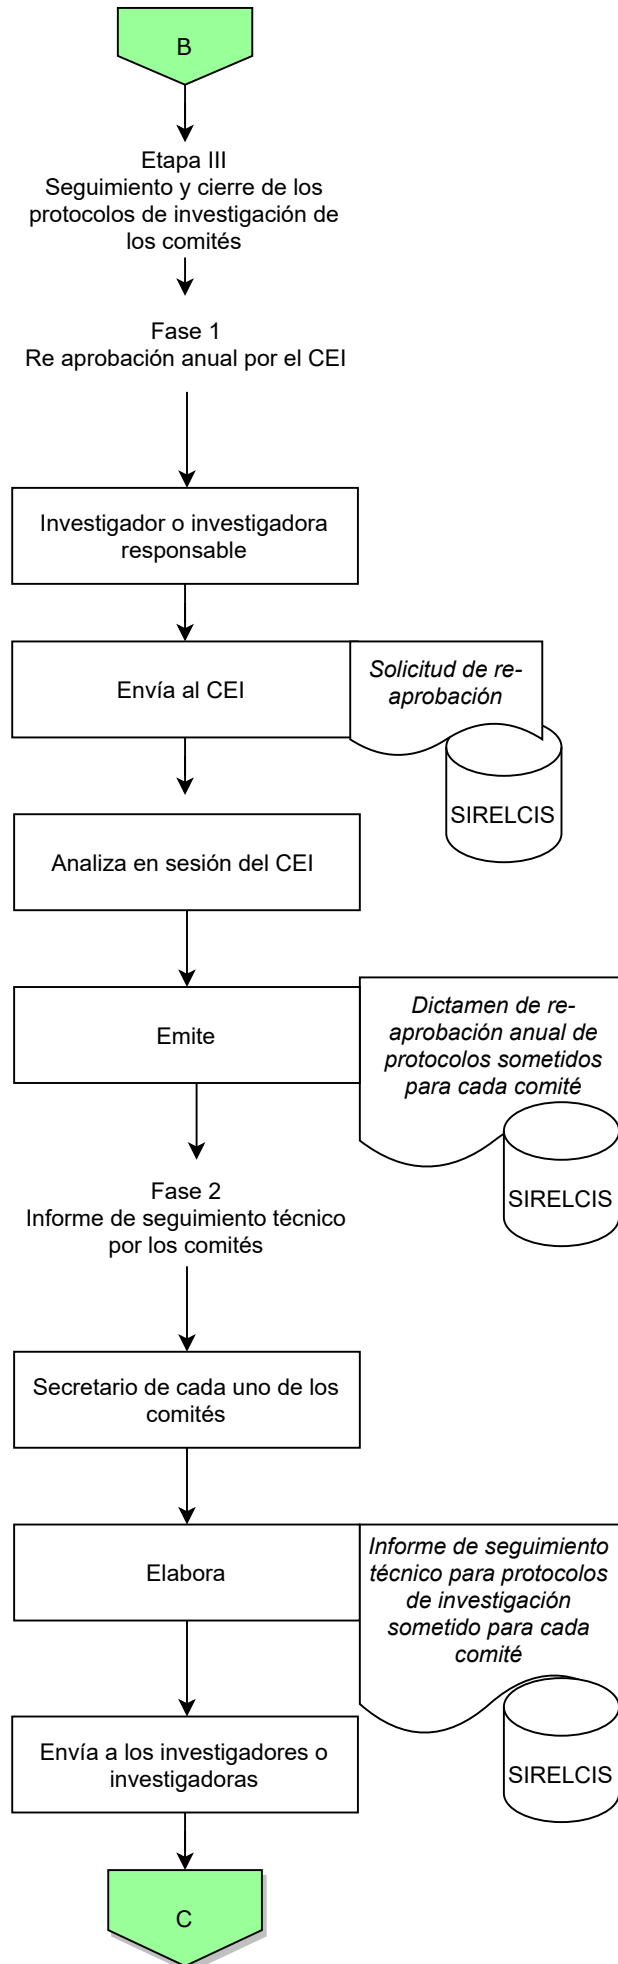 B
Etapa III
Seguimiento y cierre de los
protocolos de investigación de
los comités
Fase 1
Re aprobación anual por el CEI
Investigador o investigadora
responsable
Envía al CEI
Solicitud de re-
aprobación
SIRELCIS
Analiza en sesión del CEI
Emite
Dictamen de re-
aprobación anual de
protocolos sometidos
para cada comité
SIRELCIS
Fase 2
Informe de seguimiento técnico
por los comités
Secretario de cada uno de los
comités
Elabora
Informe de seguimiento
técnico para protocolos
de investigación
sometido para cada
comité
SIRELCIS
Envía a los investigadores o
investigadoras
C